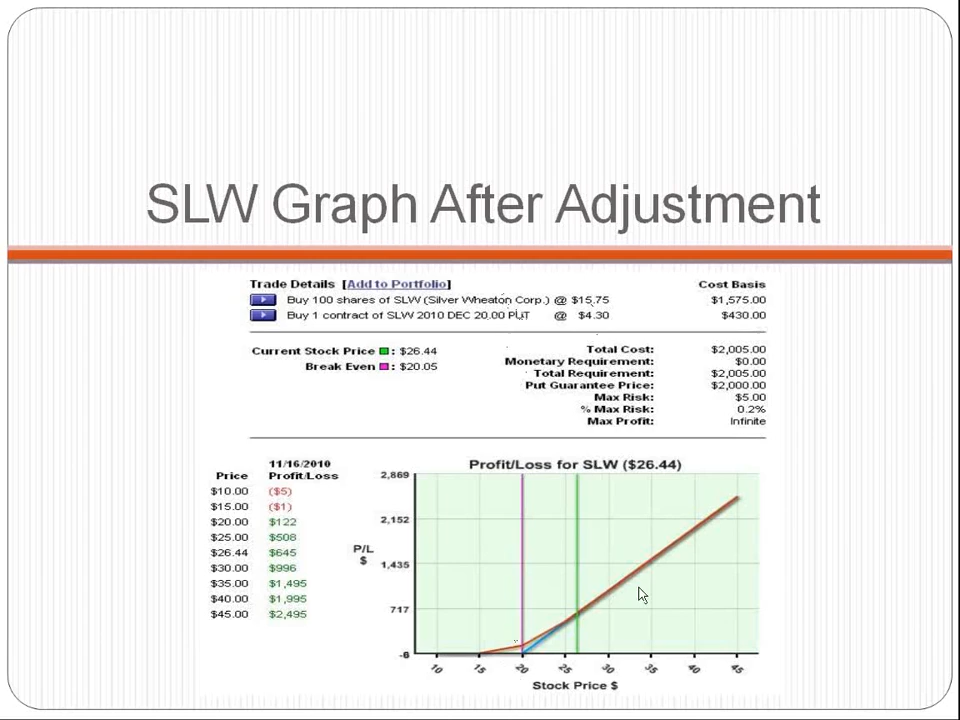 SLW Graph After Adjustment
Trade Details [Add to Portfolio] Cost Basis
Buy 100 shares of SLW (Silver Wheaton Corp.) @ $15.75 $1,575.00
Buy 1 contract of SLW 2010 DEC 20.00 PUT @ $4.30 $430.00
Current Stock Price : $26.44
Break Even : $20.05
Total Cost: $2,005.00
Monetary Requirement: $0.00
Total Requirement: $2,005.00
Put Guarantee Price: $2,000.00
Max Risk: $5.00
% Max Risk: 0.2%
Max Profit: Infinite
11/16/2010
Price Profit/Loss
$10.00 ($5)
$15.00 ($1)
$20.00 $122
$25.00 $508
$26.44 $645
$30.00 $996
$35.00 $1,495
$40.00 $1,995
$45.00 $2,495
Profit/Loss for SLW ($26.44)
2,869
2,152
P/L
$
1,435
717
-6
10 15 20 25 30 35 40 45
Stock Price $